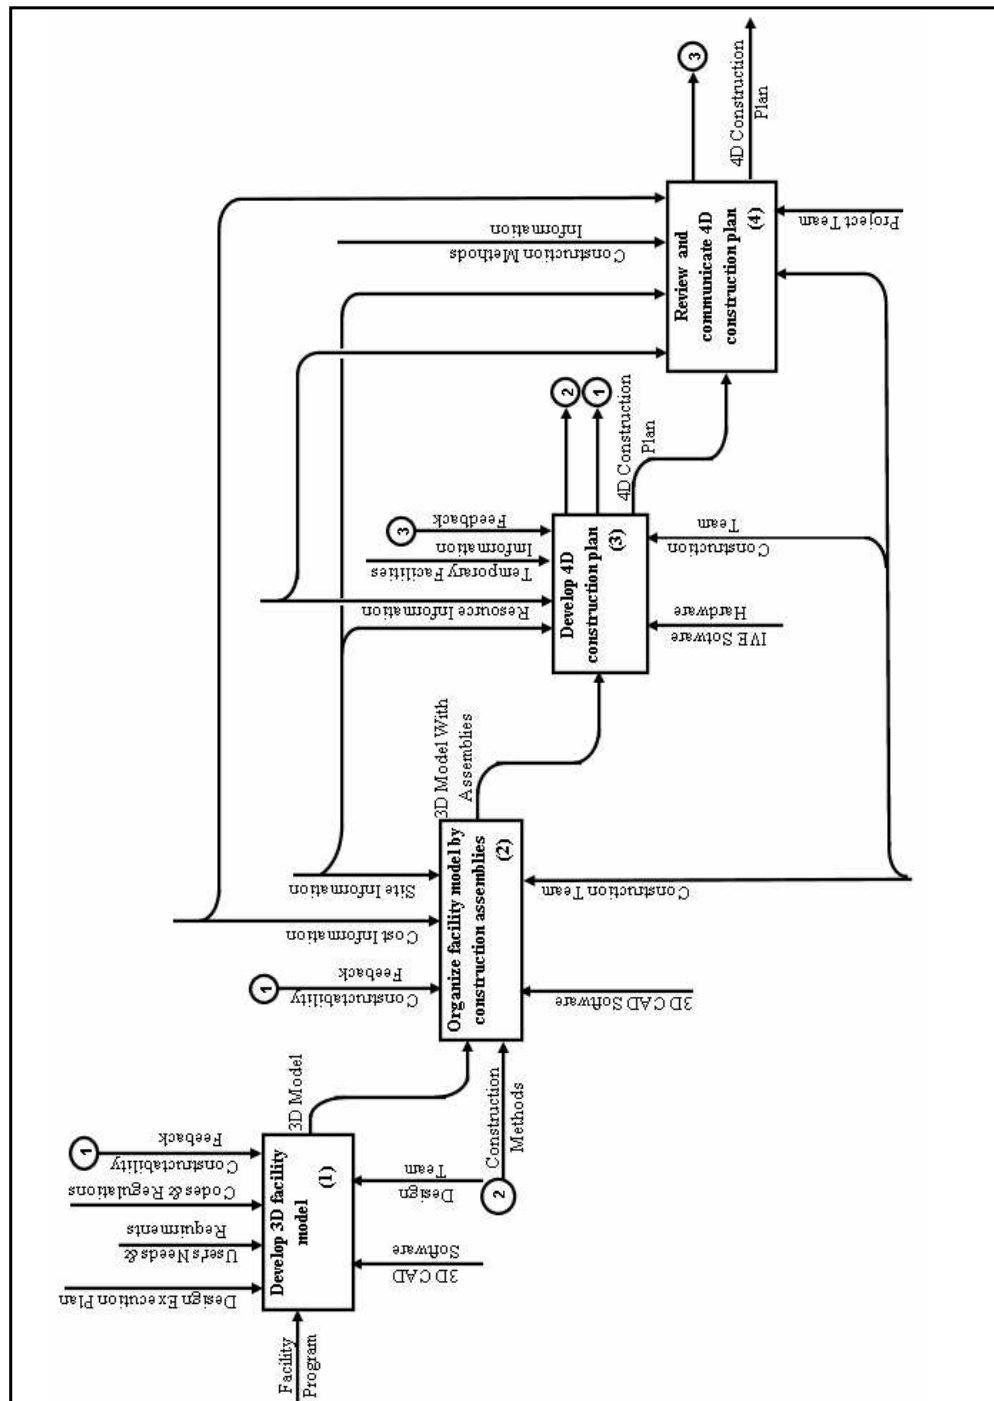 Facility
Program
Design Execution Plan
User's Needs &
Requirments
Codes & Regulations
1
Constructability
Feeback
Develop 3D facility
model
(1)
3D CAD
Software
Design
Team
3D Model
2
Construction
Methods
1
Constructability
Feeback
Cost Information
Site Information
Organize facility model by
construction assemblies
(2)
3D CAD Software
Construction Team
3D Model With
Assemblies
Resource Information
Temporary Facilities
Information
3
Feedback
Develop 4D
construction plan
(3)
IVE Sotware
Hardware
Construction
Team
2
1
4D Construction
Plan
Construction Methods
Information
Review and
communicate 4D
construction plan
(4)
Project Team
3
4D Construction
Plan